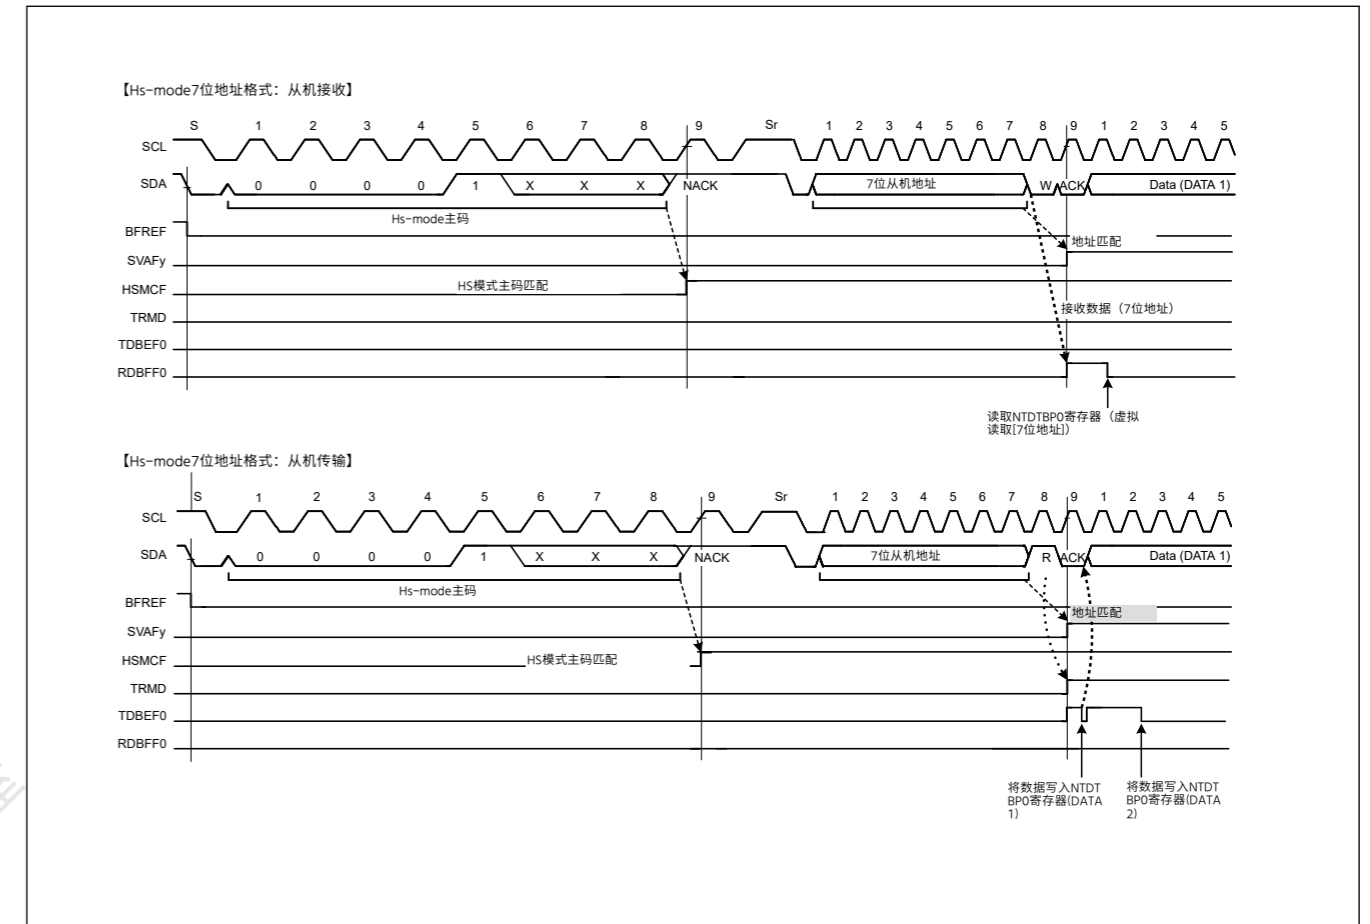 【Hs-mode7位地址格式：从机接收】
S 1 2 3 4 5 6 7 8 9 Sr 1 2 3 4 5 6 7 8 9 1 2 3 4 5
SCL
SDA 0 0 0 0 1 X X X NACK 7位从机地址 W ACK Data (DATA 1)
Hs-mode主码
BFREF
地址匹配
SVAFy
HSMCF HS模式主码匹配
接收数据（7位地址）
TRMD
TDBEF0
RDBFF0
读取NTDTBP0寄存器（虚拟
读取[7位地址]）
【Hs-mode7位地址格式：从机传输】
S 1 2 3 4 5 6 7 8 9 Sr 1 2 3 4 5 6 7 8 9 1 2 3 4 5
SCL
SDA 0 0 0 0 1 X X X NACK 7位从机地址 R ACK Data (DATA 1)
Hs-mode主码
BFREF
地址匹配
SVAFy
HSMCF HS模式主码匹配
TRMD
TDBEF0
RDBFF0
将数据写入NTDT
BP0寄存器(DATA
1)
将数据写入NTDT
BP0寄存器(DATA
2)